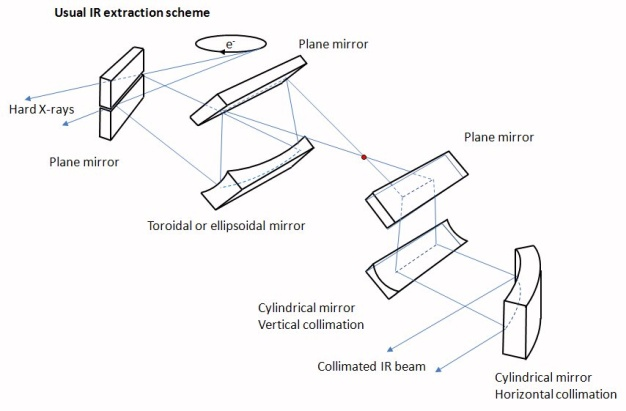 Usual IR extraction scheme
e-
Plane mirror
Hard X-rays
Plane mirror
Plane mirror
Toroidal or ellipsoidal mirror
Cylindrical mirror
Vertical collimation
Collimated IR beam
Cylindrical mirror
Horizontal collimation